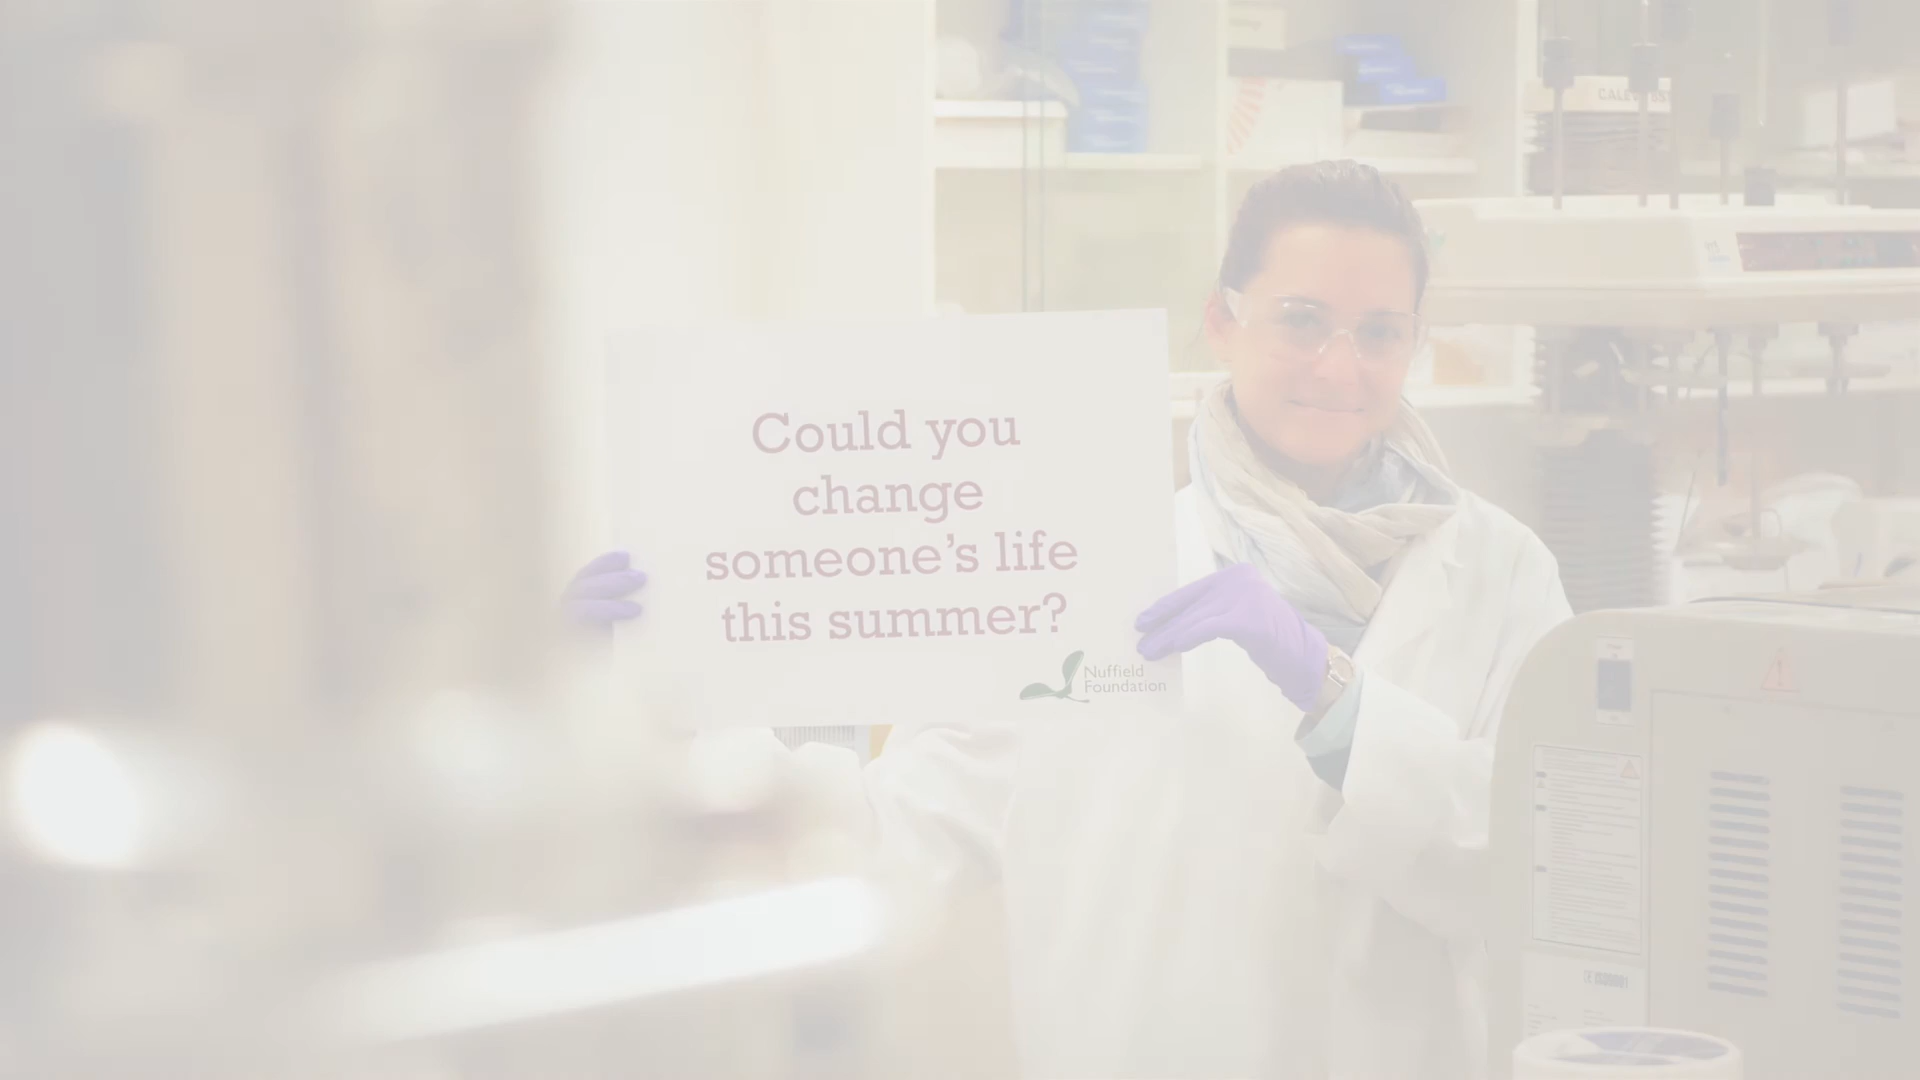 Could you
change
someone's life
this summer?
Nuffield
Foundation